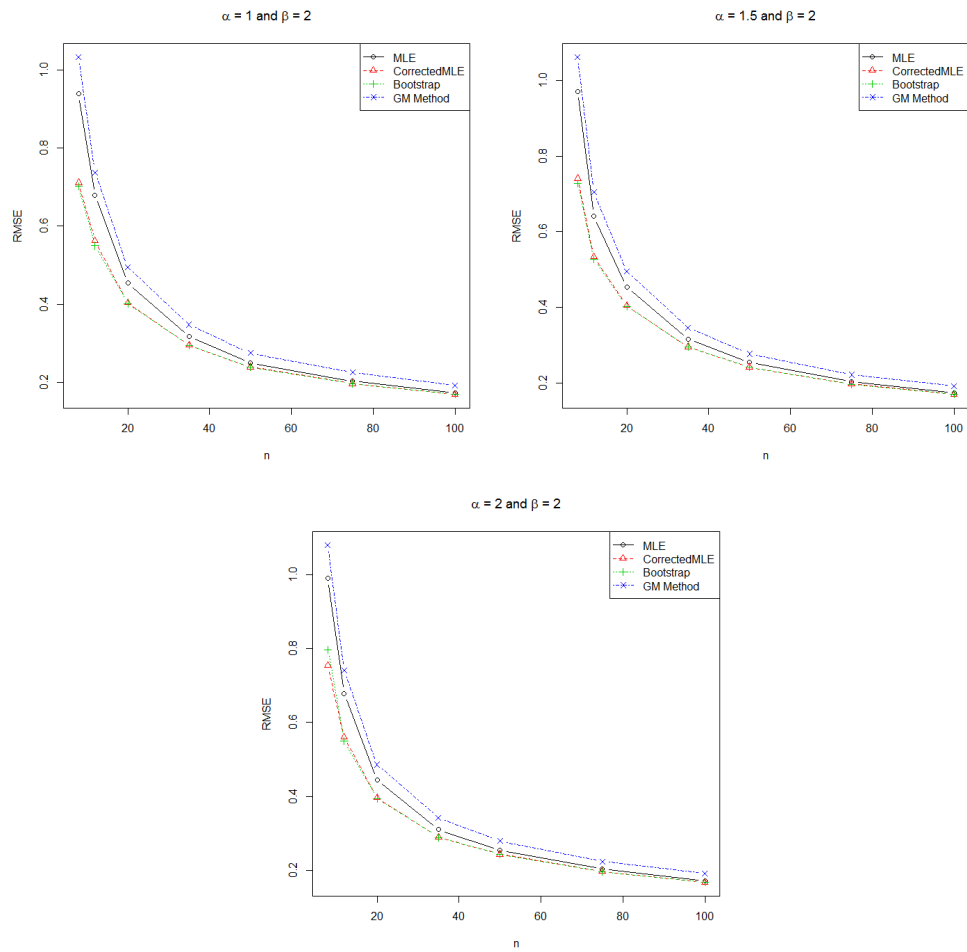 α = 1 and β = 2
MLE
CorrectedMLE
Bootstrap
GM Method
RMSE
1.0
0.8
0.6
0.4
0.2
20 40 60 80 100
n
α = 1.5 and β = 2
MLE
CorrectedMLE
Bootstrap
GM Method
RMSE
1.0
0.8
0.6
0.4
0.2
20 40 60 80 100
n
α = 2 and β = 2
MLE
CorrectedMLE
Bootstrap
GM Method
RMSE
1.0
0.8
0.6
0.4
0.2
20 40 60 80 100
n